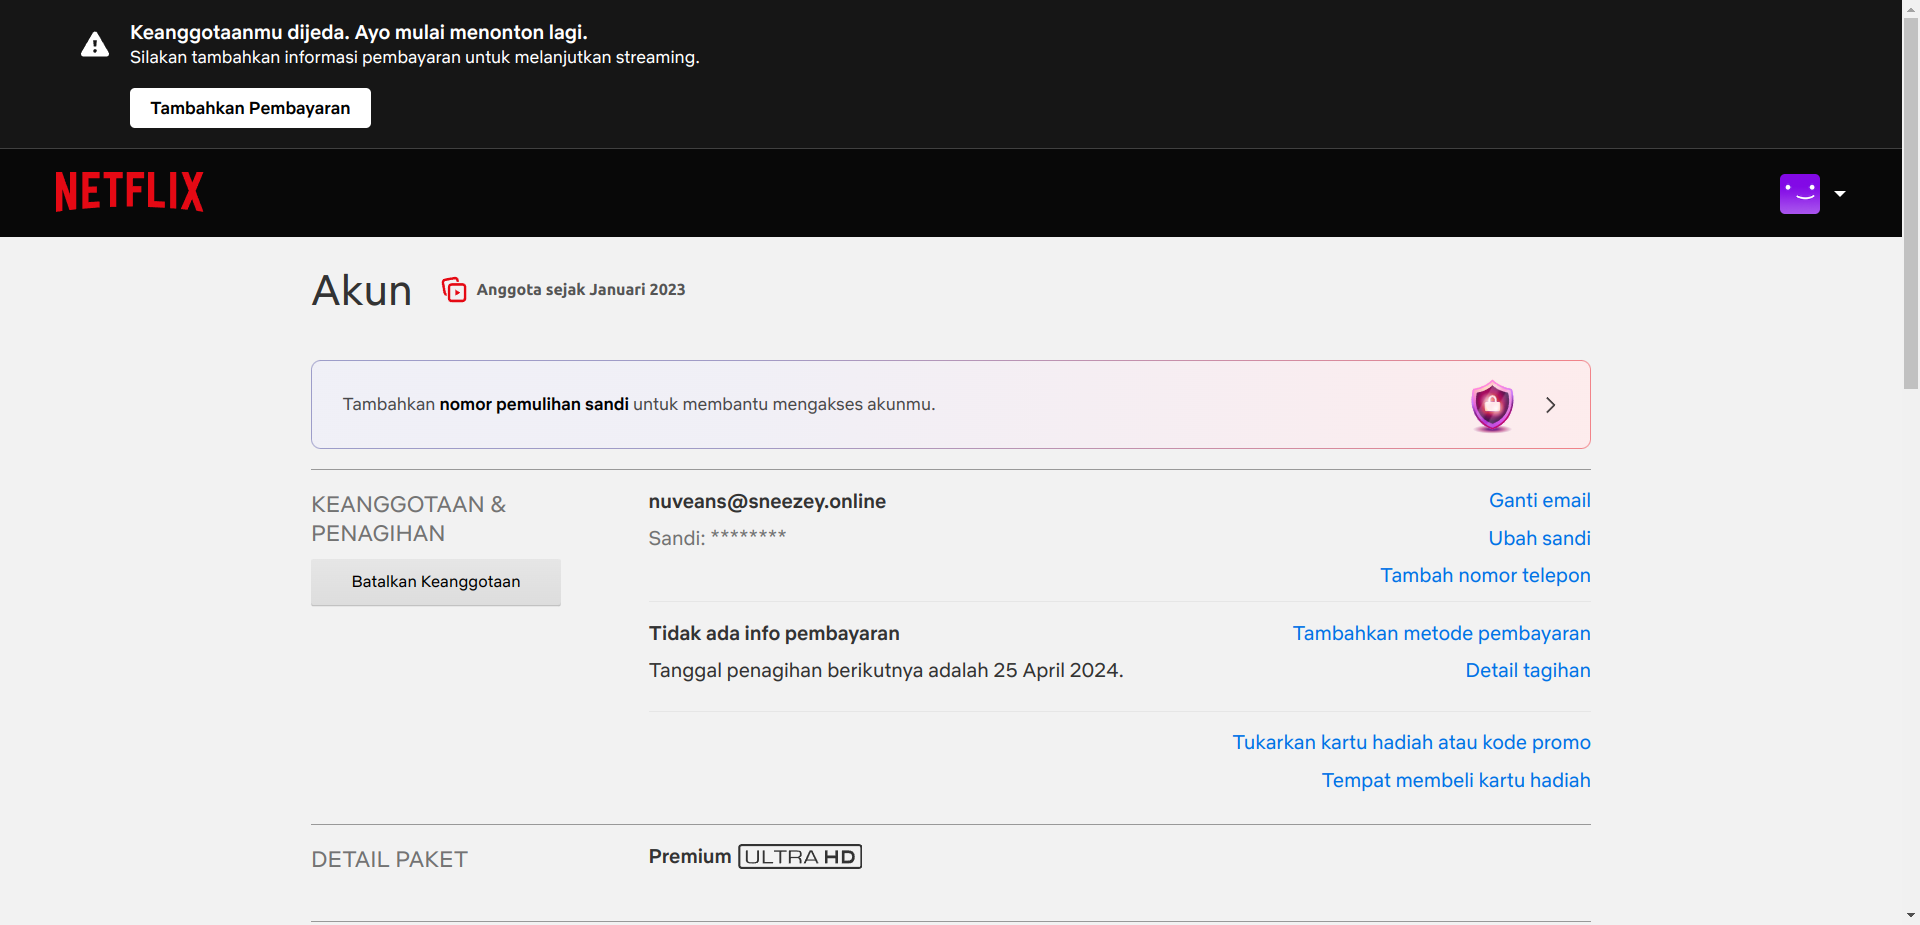 Keanggotaanmu dijeda. Ayo mulai menonton lagi.
Silakan tambahkan informasi pembayaran untuk melanjutkan streaming.
Tambahkan Pembayaran
NETFLIX
Akun
Anggota sejak Januari 2023
Tambahkan nomor pemulihan sandi untuk membantu mengakses akunmu.
KEANGGOTAAN &
PENAGIHAN
Batalkan Keanggotaan
nuveans@sneezey.online
Ganti email
Sandi: ********
Ubah sandi
Tambah nomor telepon
Tidak ada info pembayaran
Tambahkan metode pembayaran
Tanggal penagihan berikutnya adalah 25 April 2024.
Detail tagihan
Tukarkan kartu hadiah atau kode promo
Tempat membeli kartu hadiah
DETAIL PAKET
Premium ULTRA HD